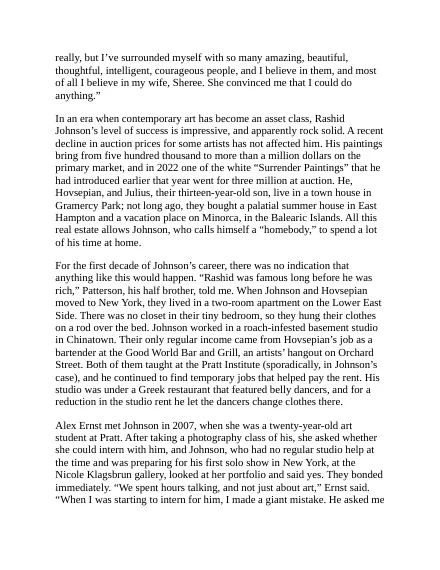 really, but I’ve surrounded myself with so many amazing, beautiful,
thoughtful, intelligent, courageous people, and I believe in them, and most
of all I believe in my wife, Sheree. She convinced me that I could do
anything.”
In an era when contemporary art has become an asset class, Rashid
Johnson’s level of success is impressive, and apparently rock solid. A recent
decline in auction prices for some artists has not affected him. His paintings
bring from five hundred thousand to more than a million dollars on the
primary market, and in 2022 one of the white “Surrender Paintings” that he
had introduced earlier that year went for three million at auction. He,
Hovsepian, and Julius, their thirteen-year-old son, live in a town house in
Gramercy Park; not long ago, they bought a palatial summer house in East
Hampton and a vacation place on Minorca, in the Balearic Islands. All this
real estate allows Johnson, who calls himself a “homebody,” to spend a lot
of his time at home.
For the first decade of Johnson’s career, there was no indication that
anything like this would happen. “Rashid was famous long before he was
rich,” Patterson, his half brother, told me. When Johnson and Hovsepian
moved to New York, they lived in a two-room apartment on the Lower East
Side. There was no closet in their tiny bedroom, so they hung their clothes
on a rod over the bed. Johnson worked in a roach-infested basement studio
in Chinatown. Their only regular income came from Hovsepian’s job as a
bartender at the Good World Bar and Grill, an artists’ hangout on Orchard
Street. Both of them taught at the Pratt Institute (sporadically, in Johnson’s
case), and he continued to find temporary jobs that helped pay the rent. His
studio was under a Greek restaurant that featured belly dancers, and for a
reduction in the studio rent he let the dancers change clothes there.
Alex Ernst met Johnson in 2007, when she was a twenty-year-old art
student at Pratt. After taking a photography class of his, she asked whether
she could intern with him, and Johnson, who had no regular studio help at
the time and was preparing for his first solo show in New York, at the
Nicole Klagsbrun gallery, looked at her portfolio and said yes. They bonded
immediately. “We spent hours talking, and not just about art,” Ernst said.
“When I was starting to intern for him, I made a giant mistake. He asked me